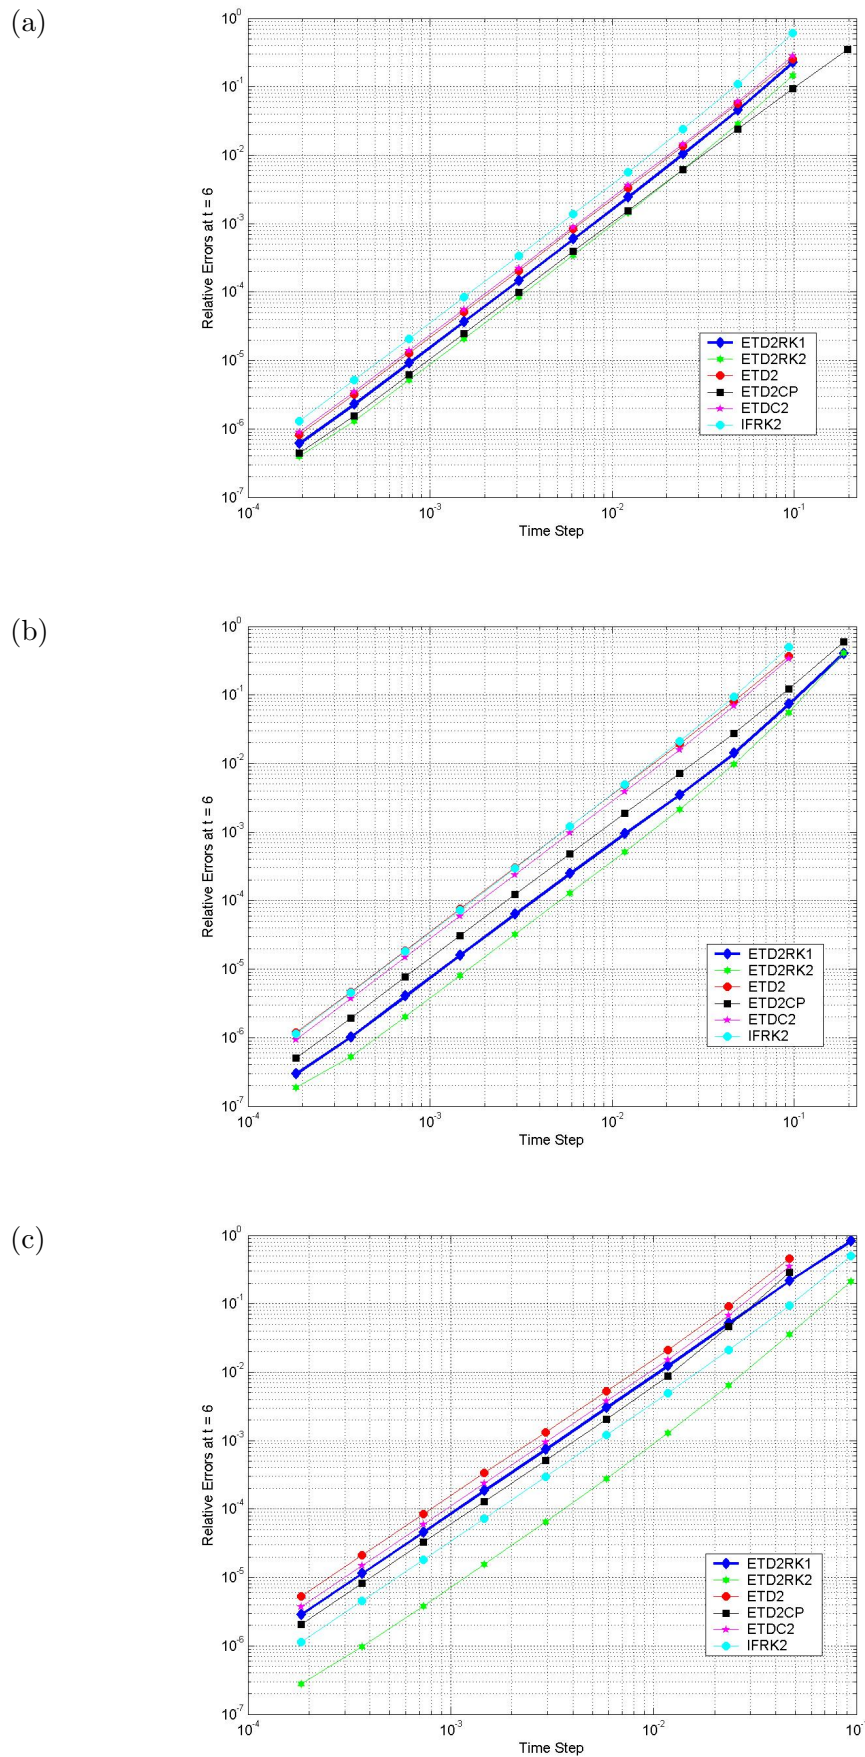 (a)
10^0
10^-1
10^-2
10^-3
10^-4
10^-5
10^-6
10^-7
Relative Errors at t = 6
ETD2RK1
ETD2RK2
ETD2
ETD2CP
ETDC2
IFRK2
10^-4
10^-3
10^-2
10^-1
Time Step
(b)
10^0
10^-1
10^-2
10^-3
10^-4
10^-5
10^-6
10^-7
Relative Errors at t = 6
ETD2RK1
ETD2RK2
ETD2
ETD2CP
ETDC2
IFRK2
10^-4
10^-3
10^-2
10^-1
Time Step
(c)
10^0
10^-1
10^-2
10^-3
10^-4
10^-5
10^-6
10^-7
Relative Errors at t = 6
ETD2RK1
ETD2RK2
ETD2
ETD2CP
ETDC2
IFRK2
10^-4
10^-3
10^-2
Time Step